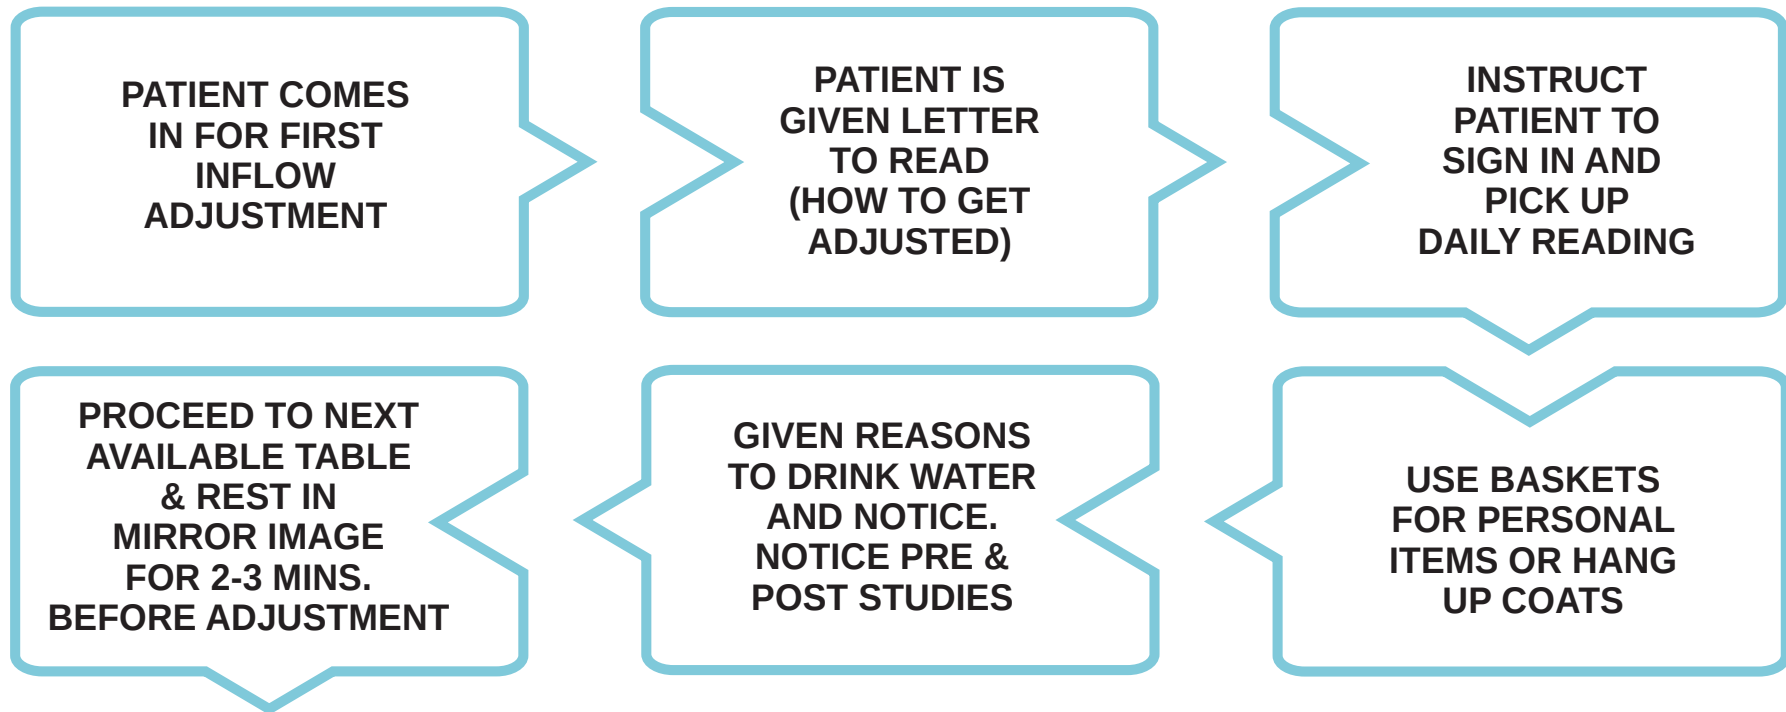 PATIENT COMES
IN FOR FIRST
INFLOW
ADJUSTMENT
PATIENT IS
GIVEN LETTER
TO READ
(HOW TO GET
ADJUSTED)
INSTRUCT
PATIENT TO
SIGN IN AND
PICK UP
DAILY READING
USE BASKETS
FOR PERSONAL
ITEMS OR HANG
UP COATS
GIVEN REASONS
TO DRINK WATER
AND NOTICE.
NOTICE PRE &
POST STUDIES
PROCEED TO NEXT
AVAILABLE TABLE
& REST IN
MIRROR IMAGE
FOR 2-3 MINS.
BEFORE ADJUSTMENT